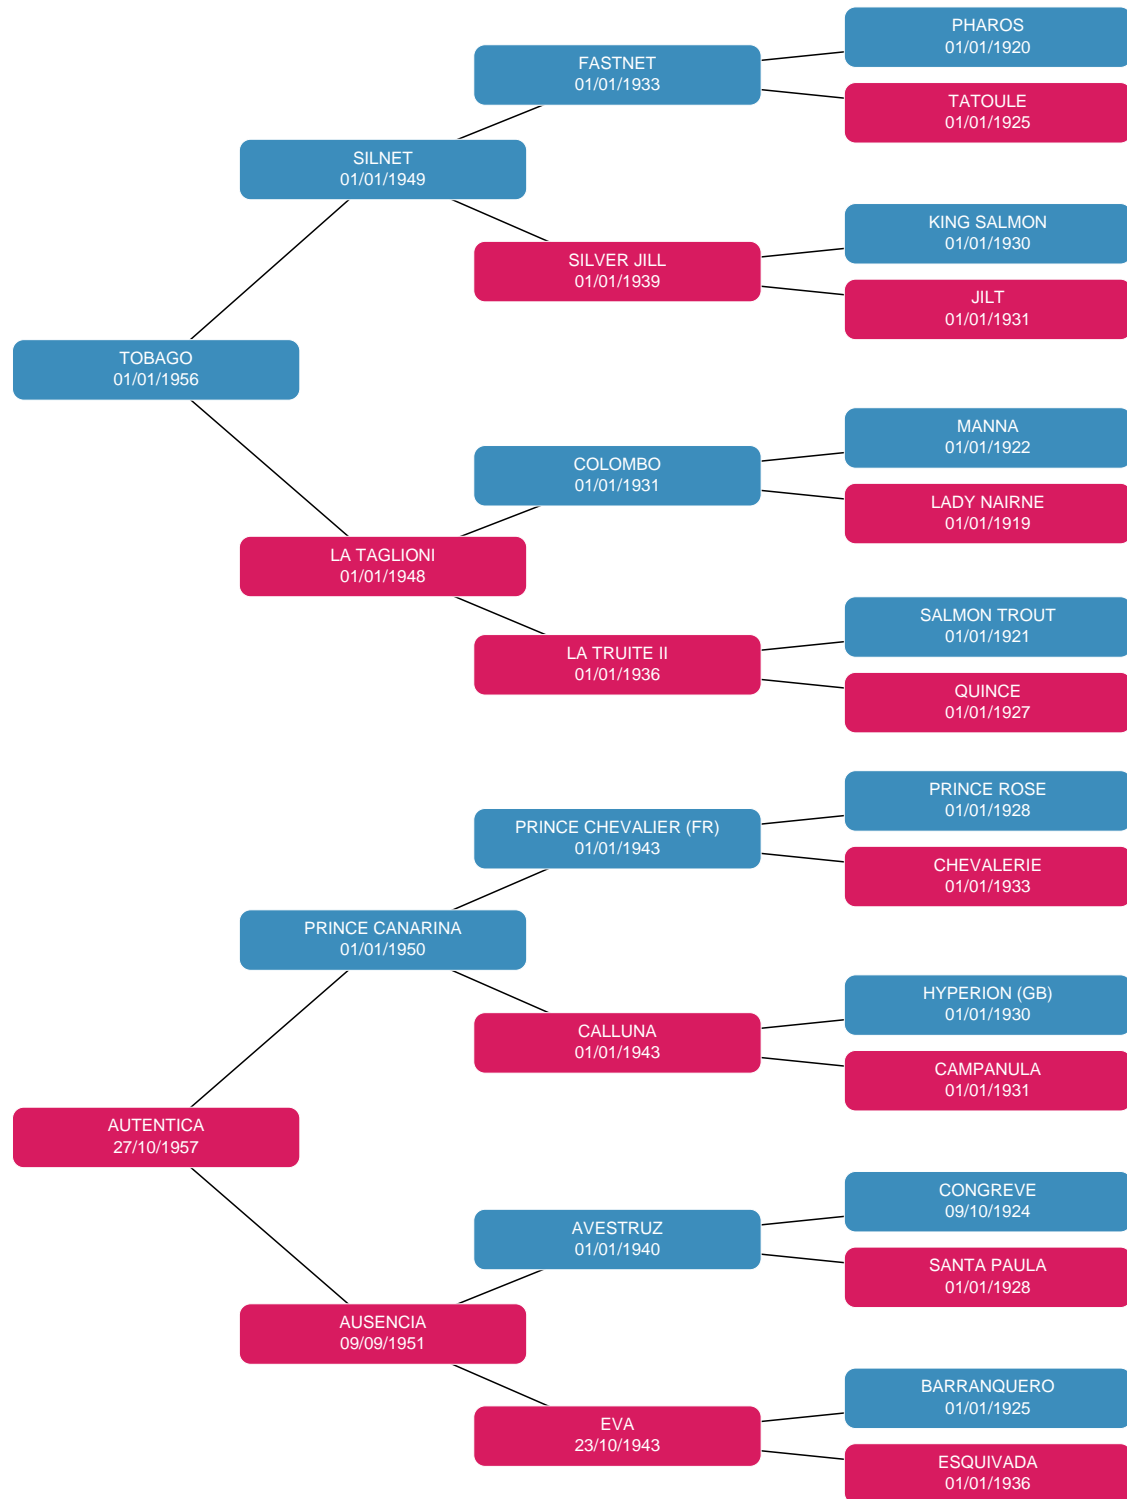 PHAROS
01/01/1920
FASTNET
01/01/1933
TATOULE
01/01/1925
SILNET
01/01/1949
KING SALMON
01/01/1930
SILVER JILL
01/01/1939
JILT
01/01/1931
TOBAGO
01/01/1956
MANNA
01/01/1922
COLOMBO
01/01/1931
LADY NAIRNE
01/01/1919
LA TAGLIONI
01/01/1948
SALMON TROUT
01/01/1921
LA TRUITE II
01/01/1936
QUINCE
01/01/1927
PRINCE ROSE
01/01/1928
PRINCE CHEVALIER (FR)
01/01/1943
CHEVALERIE
01/01/1933
PRINCE CANARINA
01/01/1950
HYPERION (GB)
01/01/1930
CALLUNA
01/01/1943
CAMPANULA
01/01/1931
AUTENTICA
27/10/1957
CONGREVE
09/10/1924
AVESTRUZ
01/01/1940
SANTA PAULA
01/01/1928
AUSENCIA
09/09/1951
BARRANQUERO
01/01/1925
EVA
23/10/1943
ESQUIVADA
01/01/1936